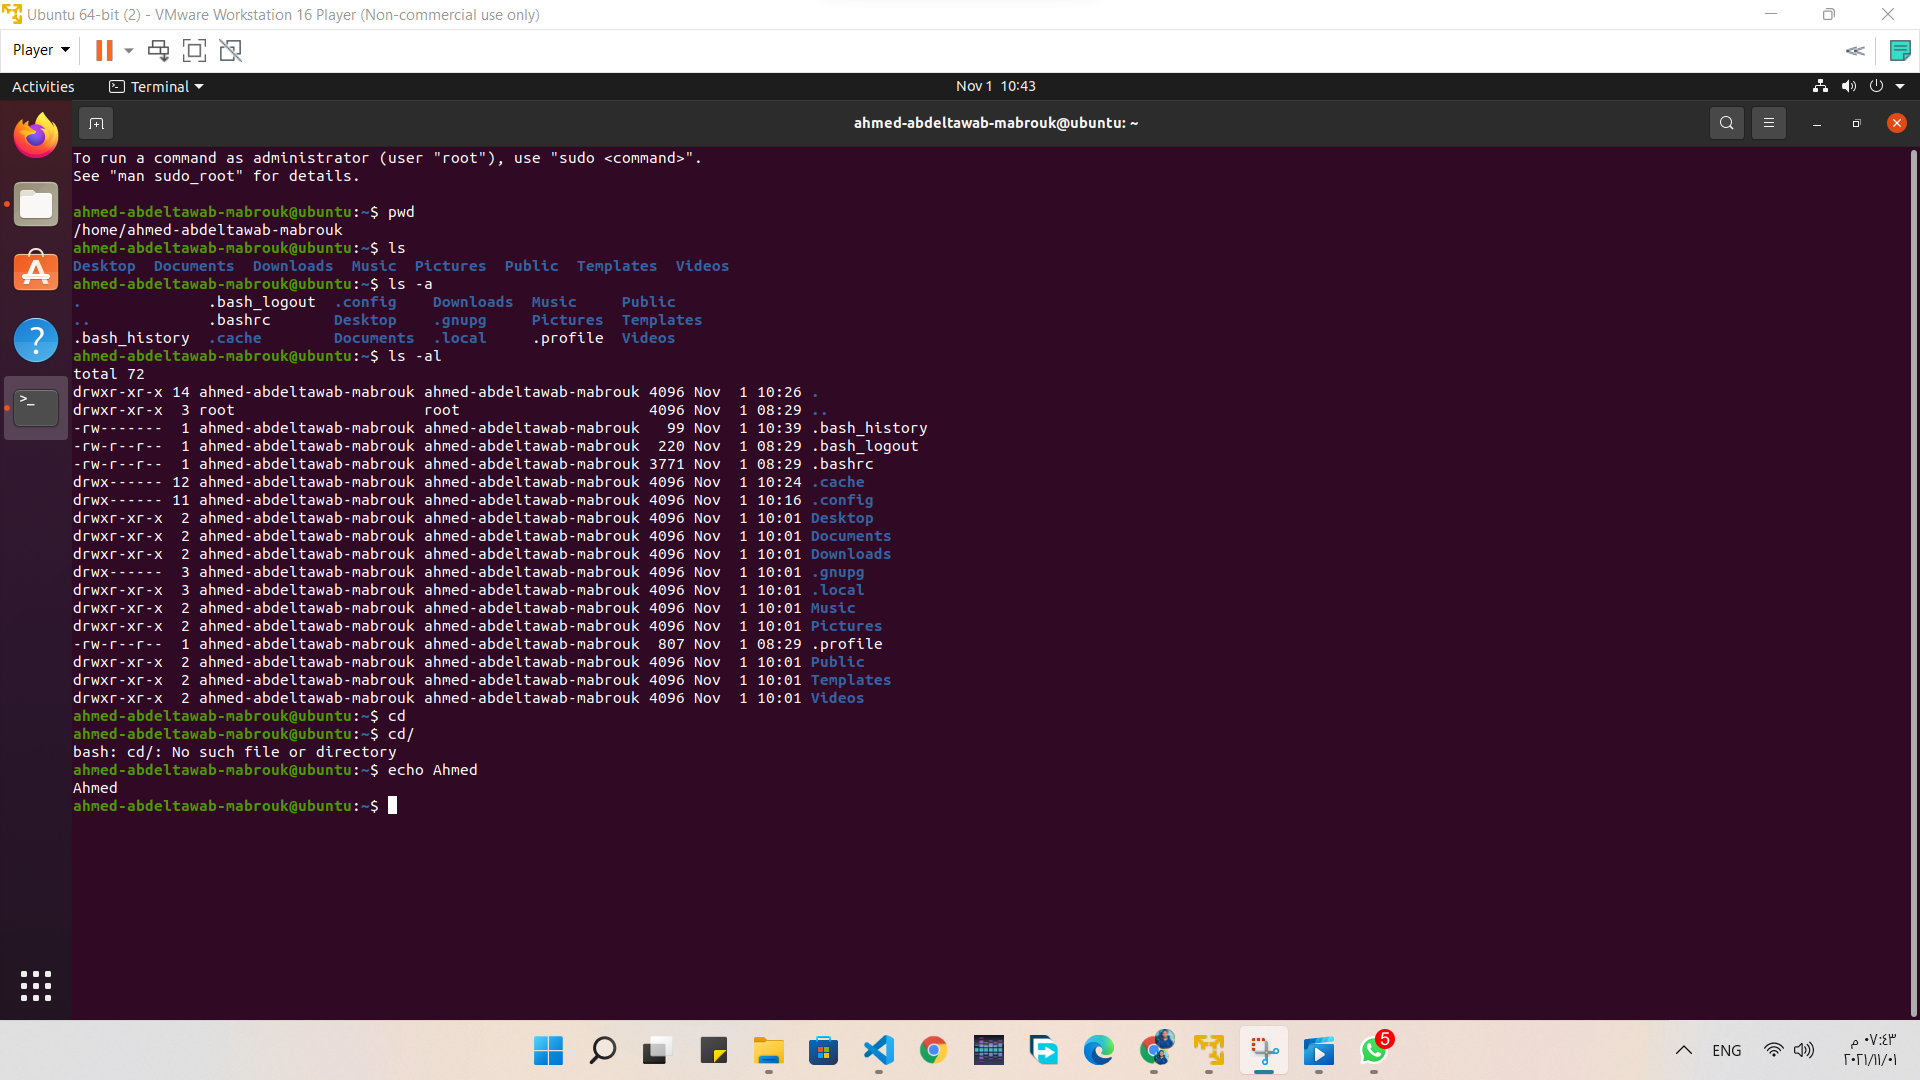 Ubuntu 64-bit (2) - VMware Workstation 16 Player (Non-commercial use only)
Player
Activities
Terminal
Nov 1 10:43
ahmed-abdeltawab-mabrouk@ubuntu: ~
To run a command as administrator (user "root"), use "sudo <command>".
See "man sudo_root" for details.
ahmed-abdeltawab-mabrouk@ubuntu:~$ pwd
/home/ahmed-abdeltawab-mabrouk
ahmed-abdeltawab-mabrouk@ubuntu:~$ ls
Desktop  Documents  Downloads  Music  Pictures  Public  Templates  Videos
ahmed-abdeltawab-mabrouk@ubuntu:~$ ls -a
.              .bash_logout  .config    Downloads  Music     Public
..             .bashrc       Desktop    .gnupg     Pictures  Templates
.bash_history  .cache        Documents  .local     .profile  Videos
ahmed-abdeltawab-mabrouk@ubuntu:~$ ls -al
total 72
drwxr-xr-x 14 ahmed-abdeltawab-mabrouk ahmed-abdeltawab-mabrouk 4096 Nov  1 10:26 .
drwxr-xr-x  3 root                     root                     4096 Nov  1 08:29 ..
-rw-------  1 ahmed-abdeltawab-mabrouk ahmed-abdeltawab-mabrouk   99 Nov  1 10:39 .bash_history
-rw-r--r--  1 ahmed-abdeltawab-mabrouk ahmed-abdeltawab-mabrouk  220 Nov  1 08:29 .bash_logout
-rw-r--r--  1 ahmed-abdeltawab-mabrouk ahmed-abdeltawab-mabrouk 3771 Nov  1 08:29 .bashrc
drwx------ 12 ahmed-abdeltawab-mabrouk ahmed-abdeltawab-mabrouk 4096 Nov  1 10:24 .cache
drwx------ 11 ahmed-abdeltawab-mabrouk ahmed-abdeltawab-mabrouk 4096 Nov  1 10:16 .config
drwxr-xr-x  2 ahmed-abdeltawab-mabrouk ahmed-abdeltawab-mabrouk 4096 Nov  1 10:01 Desktop
drwxr-xr-x  2 ahmed-abdeltawab-mabrouk ahmed-abdeltawab-mabrouk 4096 Nov  1 10:01 Documents
drwxr-xr-x  2 ahmed-abdeltawab-mabrouk ahmed-abdeltawab-mabrouk 4096 Nov  1 10:01 Downloads
drwx------  3 ahmed-abdeltawab-mabrouk ahmed-abdeltawab-mabrouk 4096 Nov  1 10:01 .gnupg
drwxr-xr-x  3 ahmed-abdeltawab-mabrouk ahmed-abdeltawab-mabrouk 4096 Nov  1 10:01 .local
drwxr-xr-x  2 ahmed-abdeltawab-mabrouk ahmed-abdeltawab-mabrouk 4096 Nov  1 10:01 Music
drwxr-xr-x  2 ahmed-abdeltawab-mabrouk ahmed-abdeltawab-mabrouk 4096 Nov  1 10:01 Pictures
-rw-r--r--  1 ahmed-abdeltawab-mabrouk ahmed-abdeltawab-mabrouk  807 Nov  1 08:29 .profile
drwxr-xr-x  2 ahmed-abdeltawab-mabrouk ahmed-abdeltawab-mabrouk 4096 Nov  1 10:01 Public
drwxr-xr-x  2 ahmed-abdeltawab-mabrouk ahmed-abdeltawab-mabrouk 4096 Nov  1 10:01 Templates
drwxr-xr-x  2 ahmed-abdeltawab-mabrouk ahmed-abdeltawab-mabrouk 4096 Nov  1 10:01 Videos
ahmed-abdeltawab-mabrouk@ubuntu:~$ cd
ahmed-abdeltawab-mabrouk@ubuntu:~$ cd/
bash: cd/: No such file or directory
ahmed-abdeltawab-mabrouk@ubuntu:~$ echo Ahmed
Ahmed
ahmed-abdeltawab-mabrouk@ubuntu:~$
5
ENG
٠٧:٤٣ م
٢٠٢١/١١/٠١